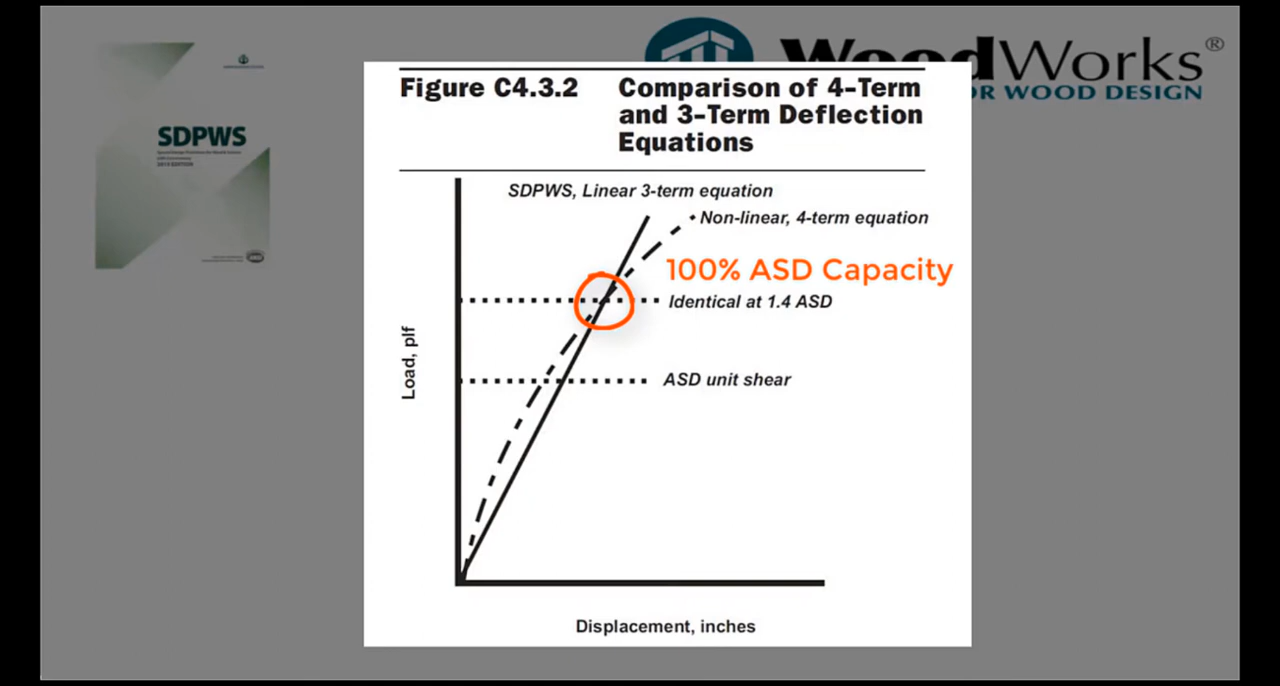 WoodWorks®
OR WOOD DESIGN
SDPWS
2015 EDITION
Figure C4.3.2
Comparison of 4-Term
and 3-Term Deflection
Equations
SDPWS, Linear 3-term equation
Non-linear, 4-term equation
100% ASD Capacity
Identical at 1.4 ASD
ASD unit shear
Load, plf
Displacement, inches